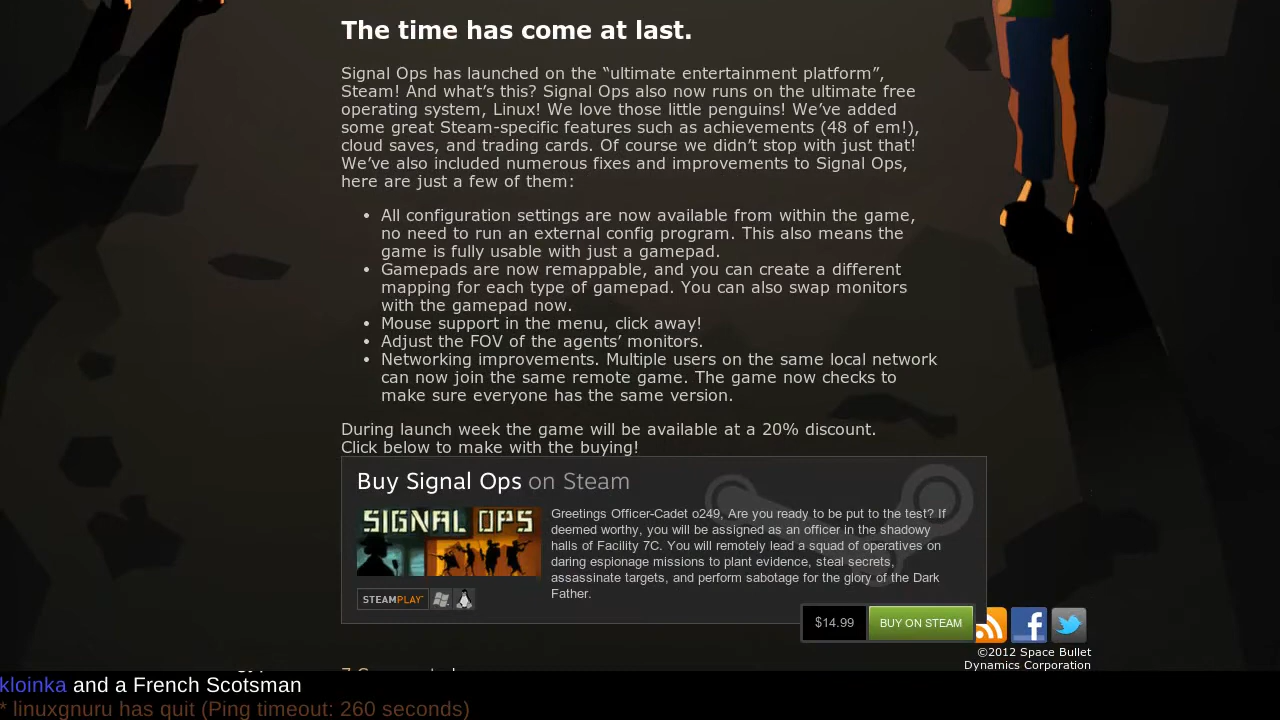 The time has come at last.
Signal Ops has launched on the “ultimate entertainment platform”,
Steam! And what’s this? Signal Ops also now runs on the ultimate free
operating system, Linux! We love those little penguins! We’ve added
some great Steam-specific features such as achievements (48 of em!),
cloud saves, and trading cards. Of course we didn’t stop with just that!
We’ve also included numerous fixes and improvements to Signal Ops,
here are just a few of them:
• All configuration settings are now available from within the game,
no need to run an external config program. This also means the
game is fully usable with just a gamepad.
• Gamepads are now remappable, and you can create a different
mapping for each type of gamepad. You can also swap monitors
with the gamepad now.
• Mouse support in the menu, click away!
• Adjust the FOV of the agents’ monitors.
• Networking improvements. Multiple users on the same local network
can now join the same remote game. The game now checks to
make sure everyone has the same version.
During launch week the game will be available at a 20% discount.
Click below to make with the buying!
Buy Signal Ops on Steam
SIGNAL OPS
Greetings Officer-Cadet o249, Are you ready to be put to the test? If
deemed worthy, you will be assigned as an officer in the shadowy
halls of Facility 7C. You will remotely lead a squad of operatives on
daring espionage missions to plant evidence, steal secrets,
assassinate targets, and perform sabotage for the glory of the Dark
Father.
STEAMPLAY
$14.99
BUY ON STEAM
©2012 Space Bullet
Dynamics Corporation
kloinka and a French Scotsman
* linuxgnuru has quit (Ping timeout: 260 seconds)